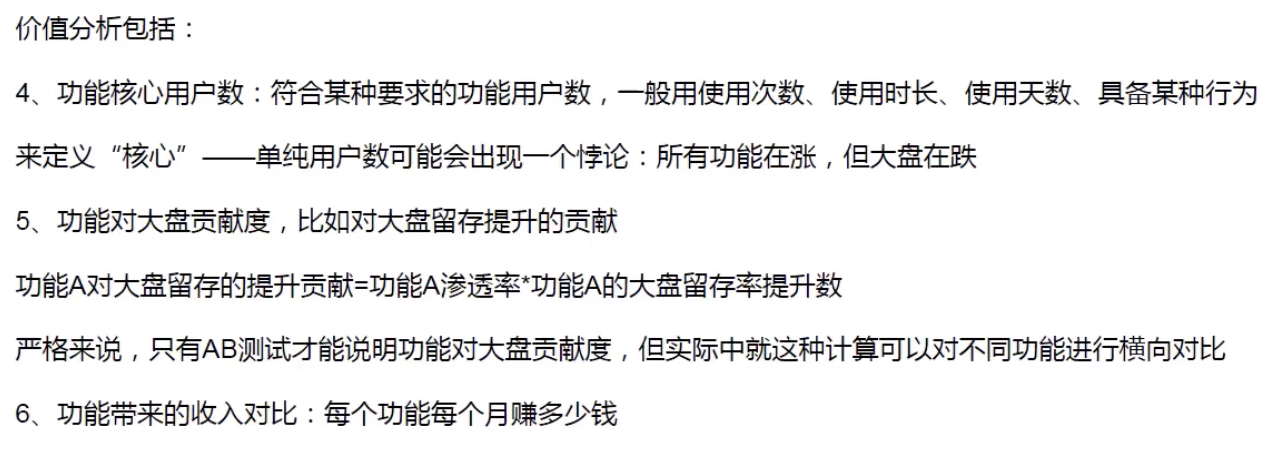 价值分析包括：
4、功能核心用户数：符合某种要求的功能用户数，一般用使用次数、使用时长、使用天数、具备某种行为
来定义“核心”——单纯用户数可能会出现一个悖论：所有功能在涨，但大盘在跌
5、功能对大盘贡献度，比如对大盘留存提升的贡献
功能A对大盘留存的提升贡献=功能A渗透率*功能A的大盘留存率提升数
严格来说，只有AB测试才能说明功能对大盘贡献度，但实际中就这种计算可以对不同功能进行横向对比
6、功能带来的收入对比：每个功能每个月赚多少钱